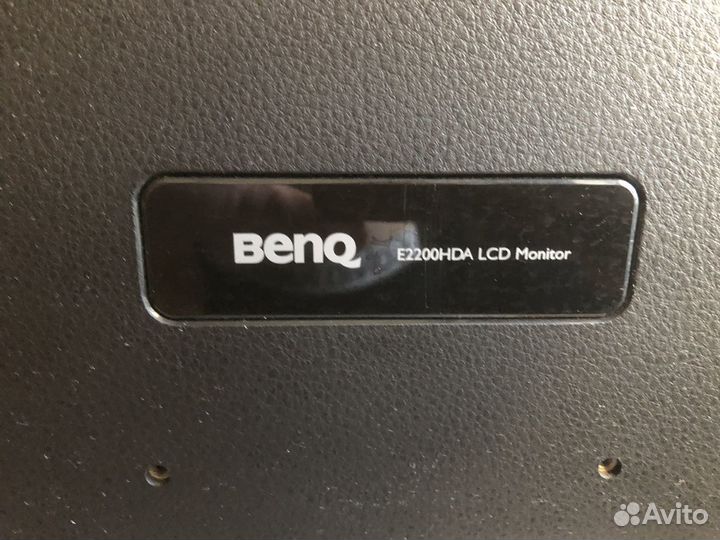 BenQ E2200HDA LCD Monitor
Avito